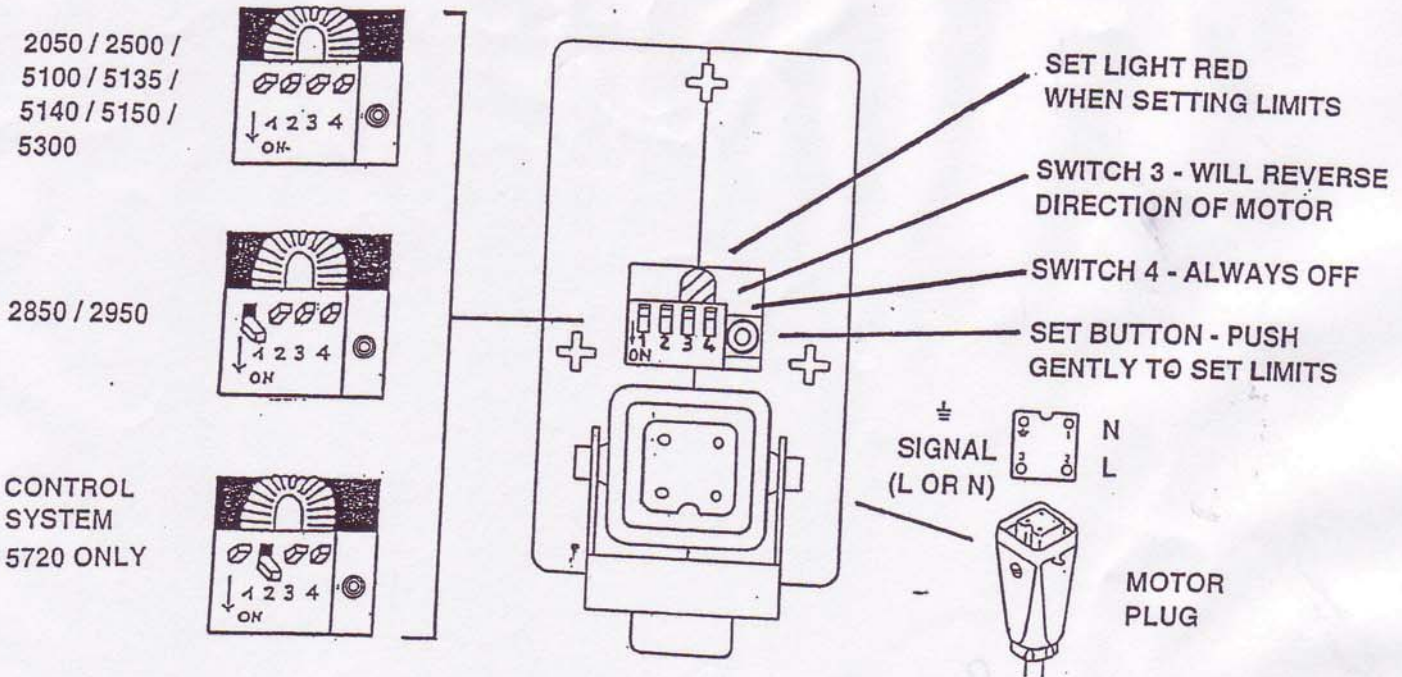 2050 / 2500 /
5100 / 5135 /
5140 / 5150 /
5300
↓ 1 2 3 4
ON
2850 / 2950
↓ 1 2 3 4
ON
CONTROL
SYSTEM
5720 ONLY
↓ 1 2 3 4
ON
↓ 1 2 3 4
ON
SET LIGHT RED
WHEN SETTING LIMITS
SWITCH 3 - WILL REVERSE
DIRECTION OF MOTOR
SWITCH 4 - ALWAYS OFF
SET BUTTON - PUSH
GENTLY TO SET LIMITS
SIGNAL
(L OR N)
1
3 2
N
L
MOTOR
PLUG